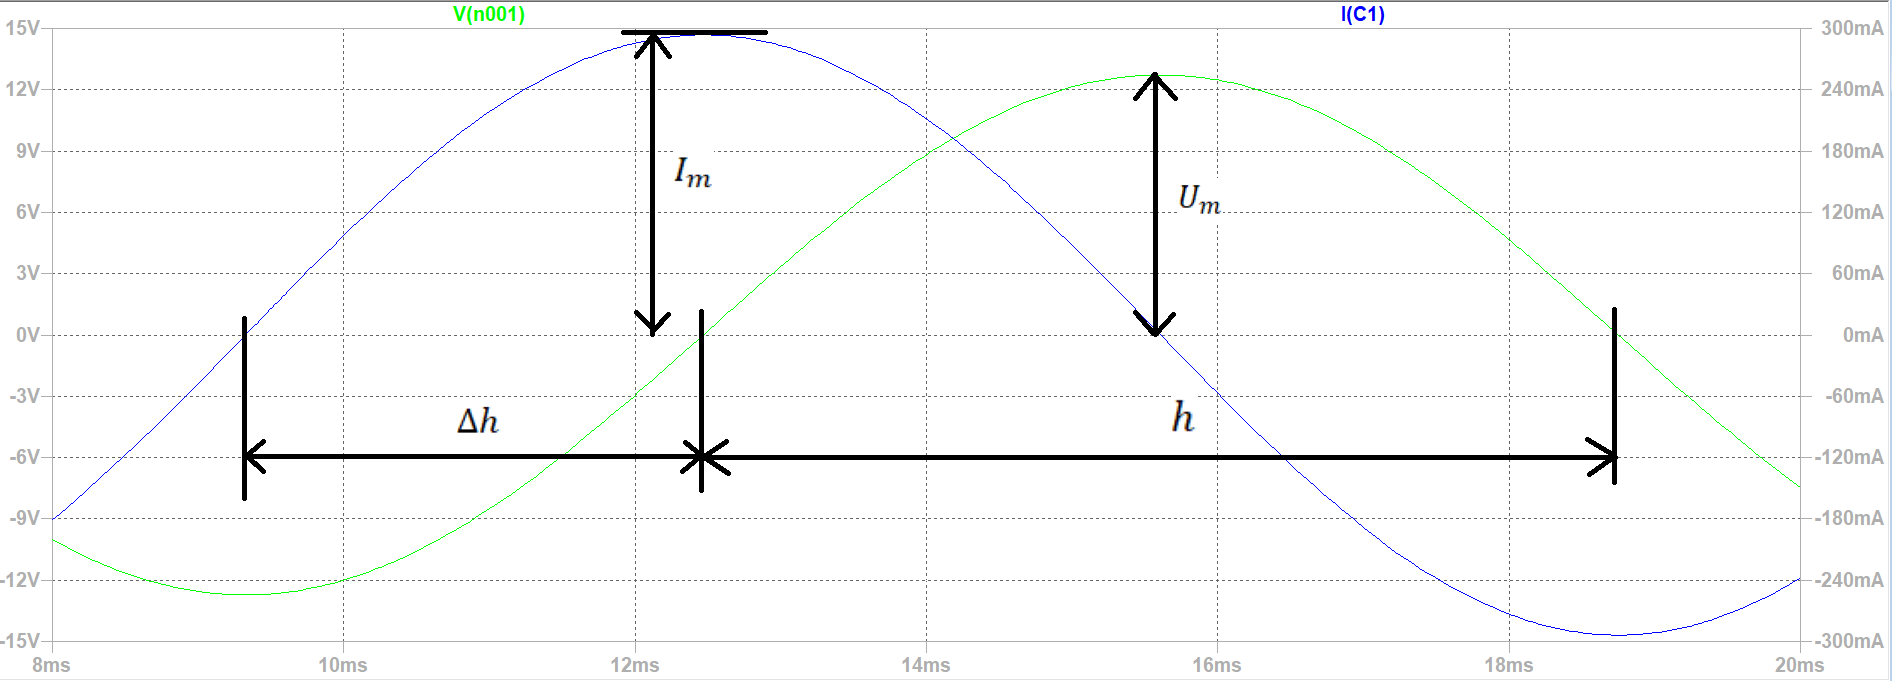 V(n001) I(C1)
15V 300mA
12V 240mA
9V 180mA
I_m
6V U_m 120mA
3V 60mA
0V 0mA
-3V -60mA
Δh h
-6V -120mA
-9V -180mA
-12V -240mA
-15V -300mA
8ms 10ms 12ms 14ms 16ms 18ms 20ms